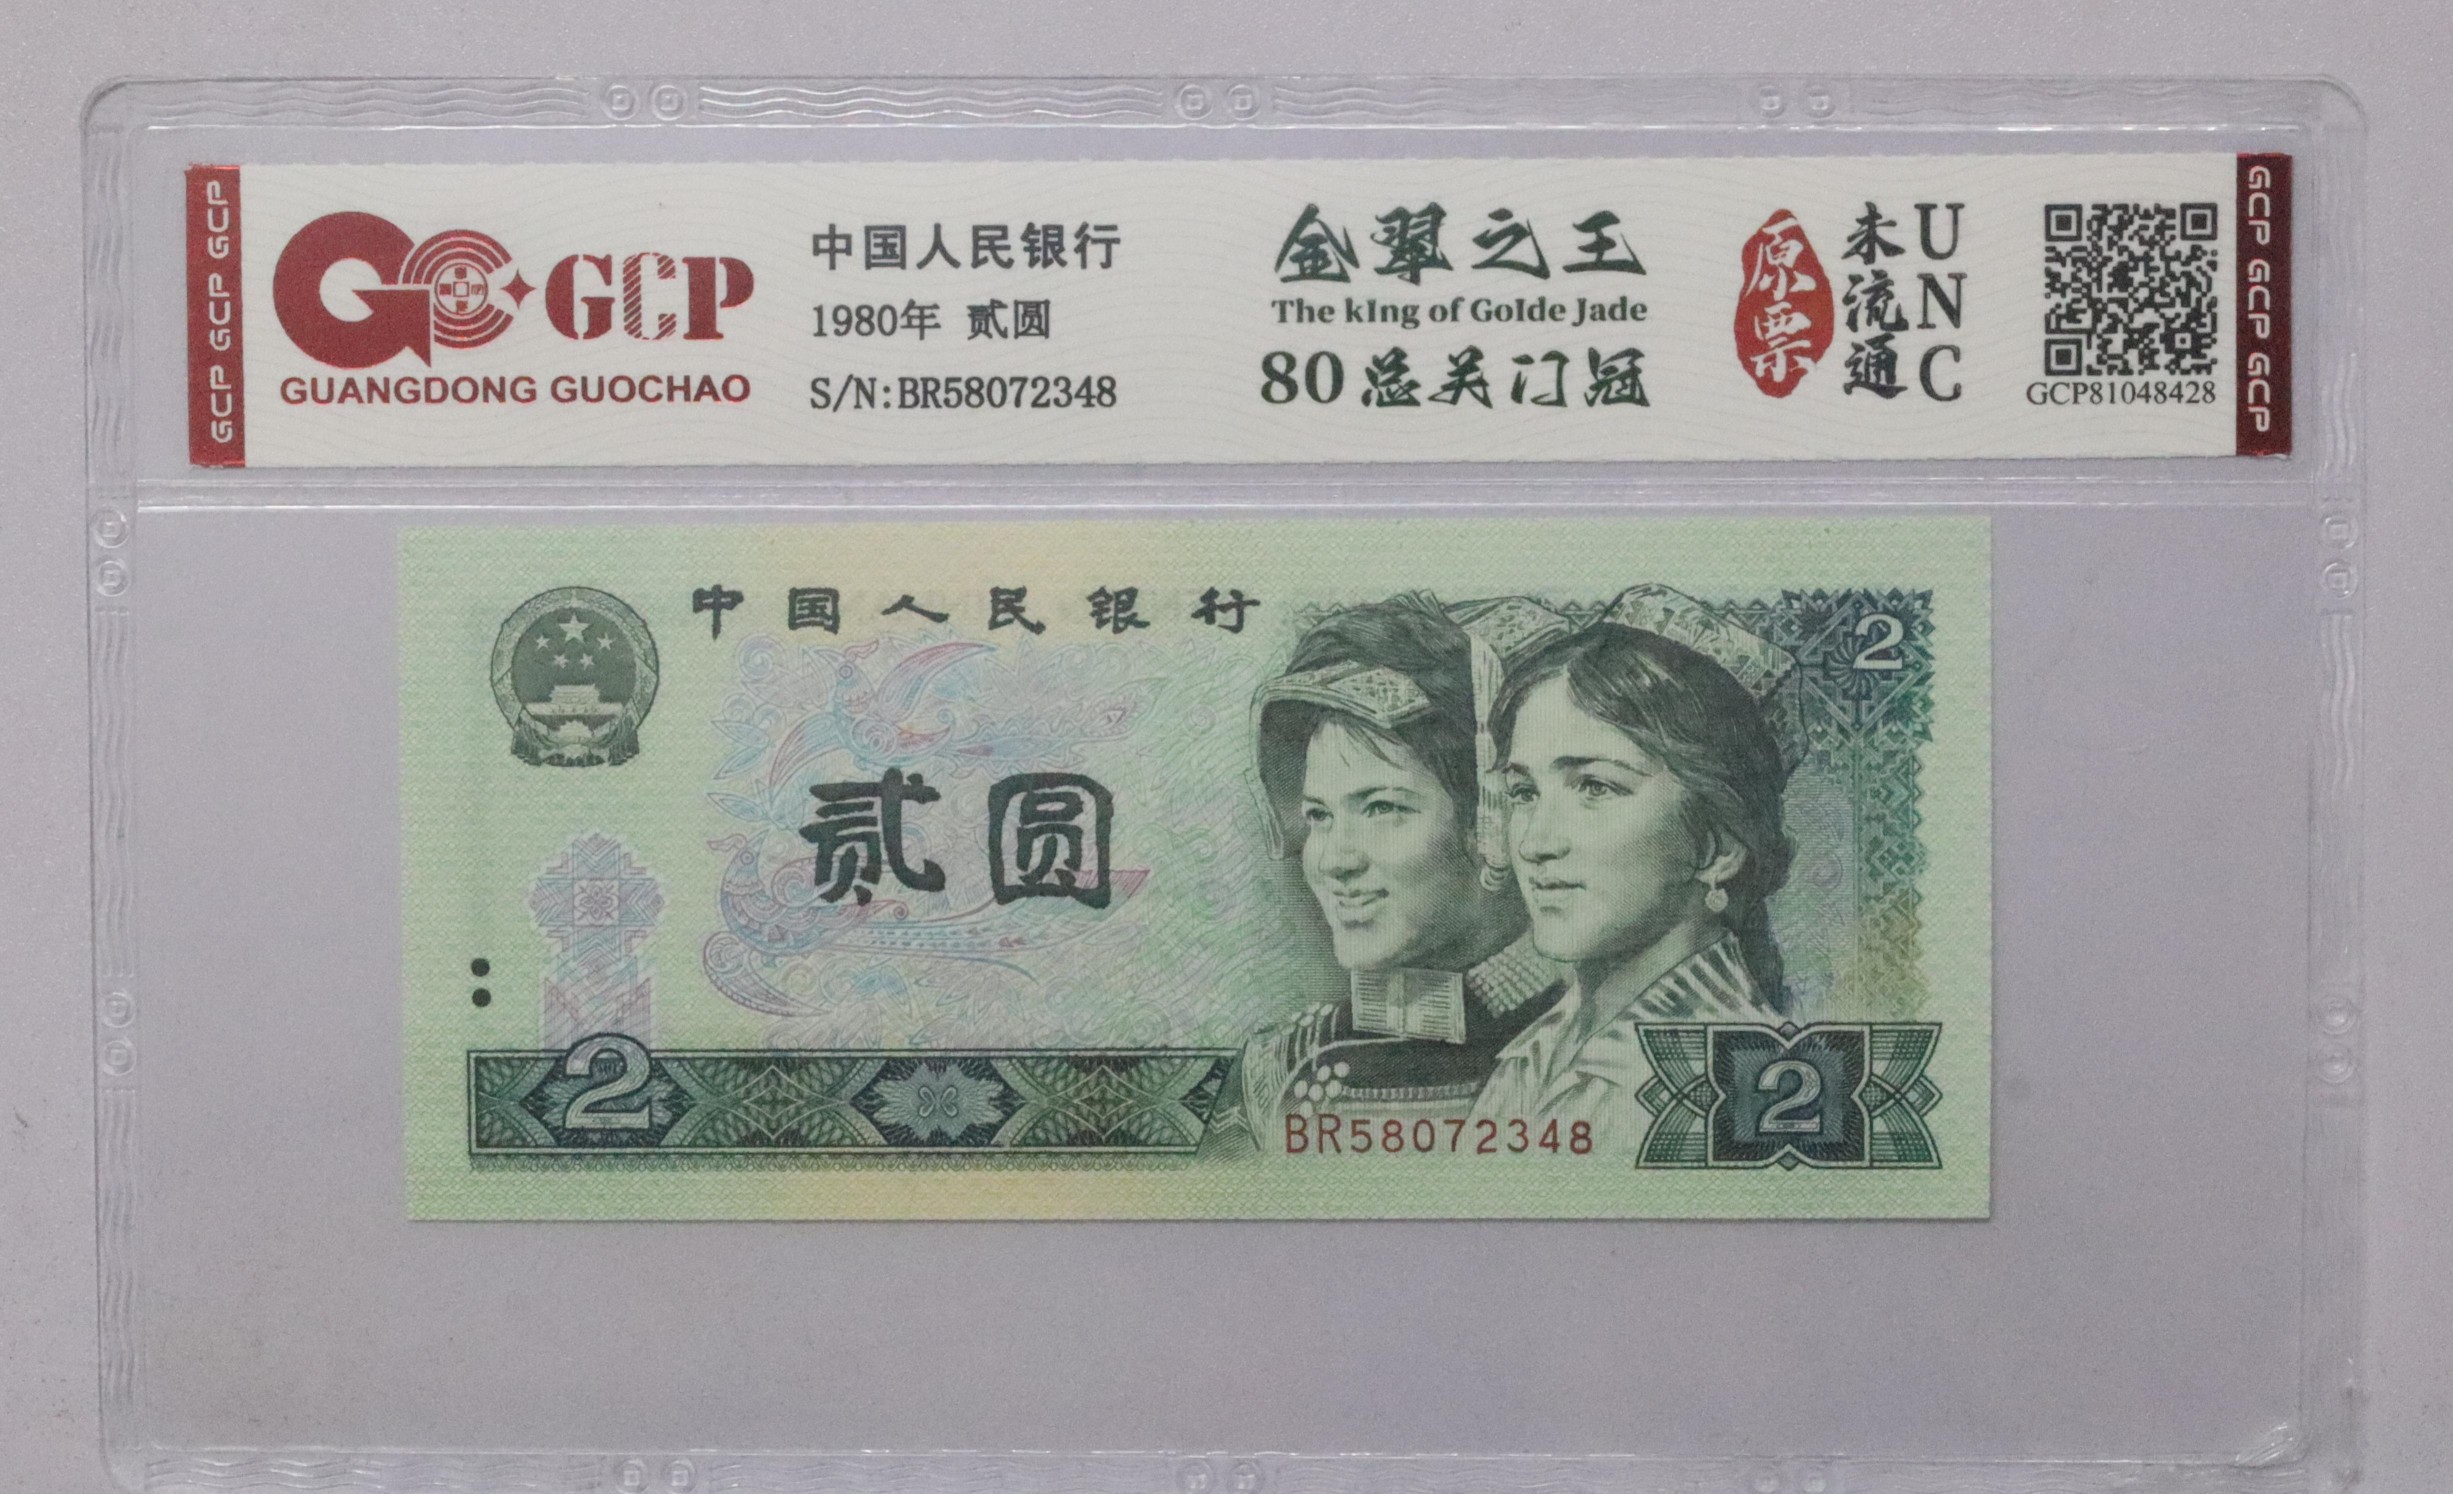 GCP GCP GCP
GCP
GUANGDONG GUOCHAO
中国人民银行
1980年 贰圆
S/N:BR58072348
金翠之王
The kIng of GoIde Jade
80总关门冠
原票
未流通
UNC
GCP81048428
GCP GCP GCP
中国人民银行
2
贰圆
2
BR58072348
2